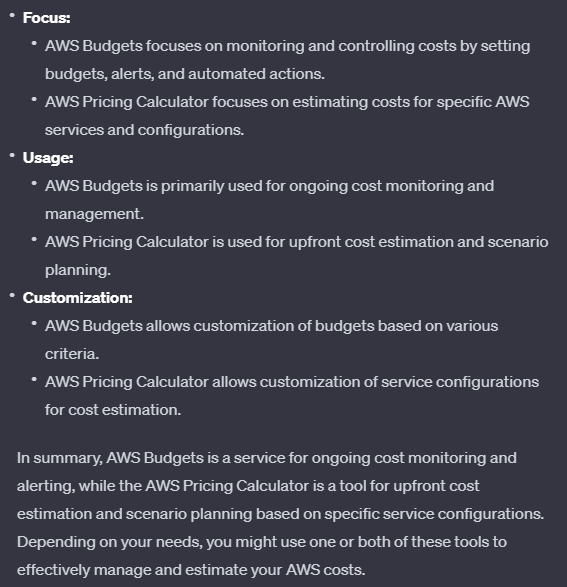 • Focus:
• AWS Budgets focuses on monitoring and controlling costs by setting
budgets, alerts, and automated actions.
• AWS Pricing Calculator focuses on estimating costs for specific AWS
services and configurations.
• Usage:
• AWS Budgets is primarily used for ongoing cost monitoring and
management.
• AWS Pricing Calculator is used for upfront cost estimation and scenario
planning.
• Customization:
• AWS Budgets allows customization of budgets based on various
criteria.
• AWS Pricing Calculator allows customization of service configurations
for cost estimation.
In summary, AWS Budgets is a service for ongoing cost monitoring and
alerting, while the AWS Pricing Calculator is a tool for upfront cost
estimation and scenario planning based on specific service configurations.
Depending on your needs, you might use one or both of these tools to
effectively manage and estimate your AWS costs.